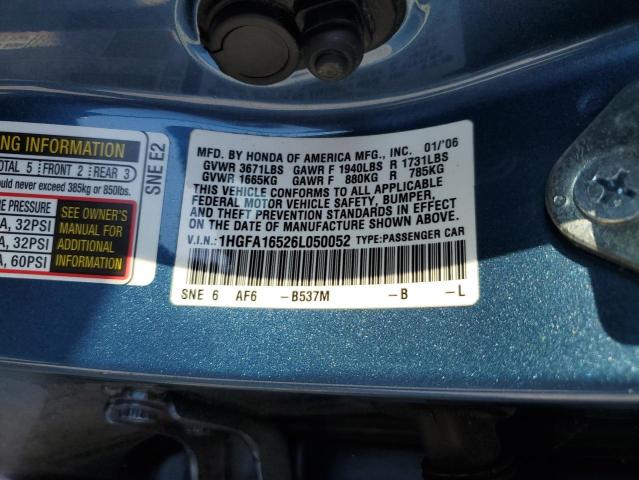 NG INFORMATION
OTAL 5 FRONT 2 REAR 3
ould never exceed 385kg or 850lbs.
E PRESSURE
A, 32PSI
A, 32PSI
A, 60PSI
SEE OWNER'S
MANUAL FOR
ADDITIONAL
INFORMATION
SNE E2
MFD. BY HONDA OF AMERICA MFG., INC. 01/'06
GVWR 3671LBS GAWR F 1940LBS R 1731LBS
GVWR 1665KG GAWR F 880KG R 785KG
THIS VEHICLE CONFORMS TO ALL APPLICABLE
FEDERAL MOTOR VEHICLE SAFETY, BUMPER,
AND THEFT PREVENTION STANDARDS IN EFFECT
ON THE DATE OF MANUFACTURE SHOWN ABOVE.
V.I.N.: 1HGFA16526L050052 TYPE:PASSENGER CAR
SNE 6 AF6 -B537M -B -L